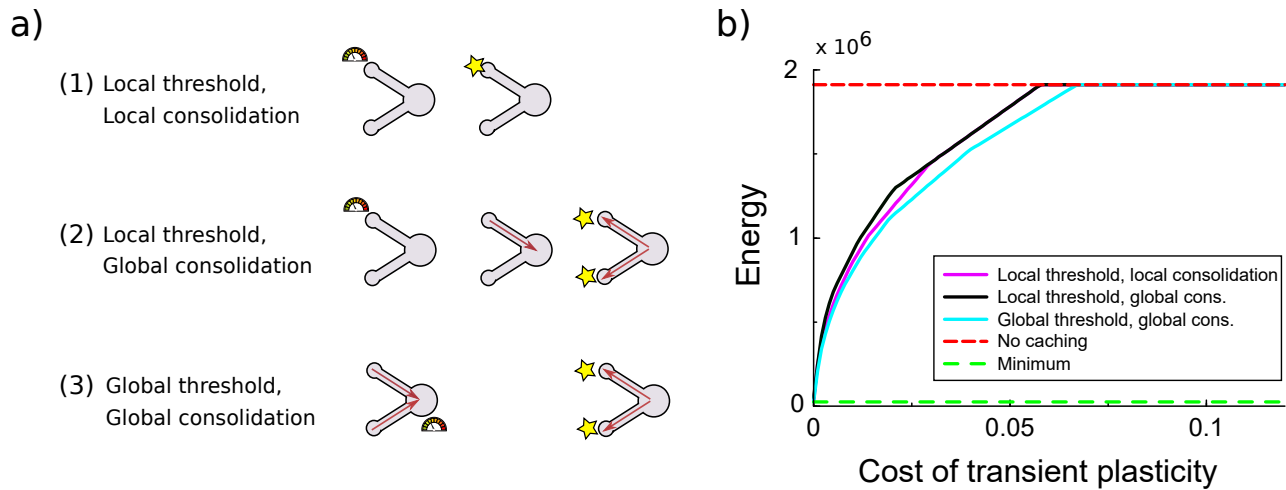 a)
(1) Local threshold,
Local consolidation
(2) Local threshold,
Global consolidation
(3) Global threshold,
Global consolidation
b)
x 10⁶
2
1
0
Energy
Local threshold, local consolidation
Local threshold, global cons.
Global threshold, global cons.
No caching
Minimum
0
0.05
0.1
Cost of transient plasticity